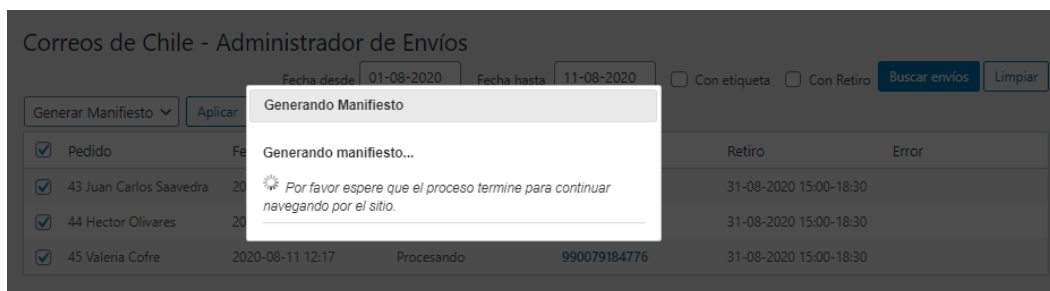 Correos de Chile - Administrador de Envíos
Fecha desde 01-08-2020 Fecha hasta 11-08-2020 Con etiqueta Con Retiro Buscar envíos Limpiar
Generar Manifiesto Aplicar
Generando Manifiesto
Pedido Fe Retiro Error
Generando manifiesto...
43 Juan Carlos Saavedra 20 31-08-2020 15:00-18:30
Por favor espere que el proceso termine para continuar
navegando por el sitio.
44 Hector Olivares 20 31-08-2020 15:00-18:30
45 Valeria Cofre 2020-08-11 12:17 Procesando 990079184776 31-08-2020 15:00-18:30